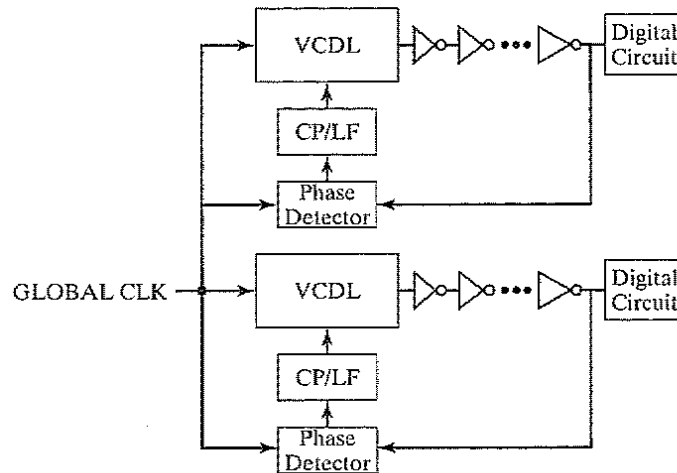 VCDL
Digital
Circuit
CP/LF
Phase
Detector
GLOBAL CLK
VCDL
Digital
Circuit
CP/LF
Phase
Detector